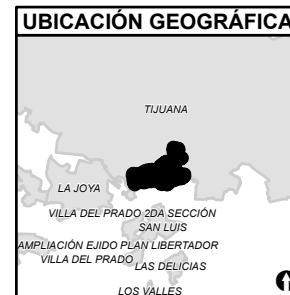 UBICACIÓN GEOGRÁFICA
TIJUANA
LA JOYA
VILLA DEL PRADO 2DA SECCIÓN
SAN LUIS
AMPLIACIÓN EJIDO PLAN LIBERTADOR
VILLA DEL PRADO
LAS DELICIAS
LOS VALLES